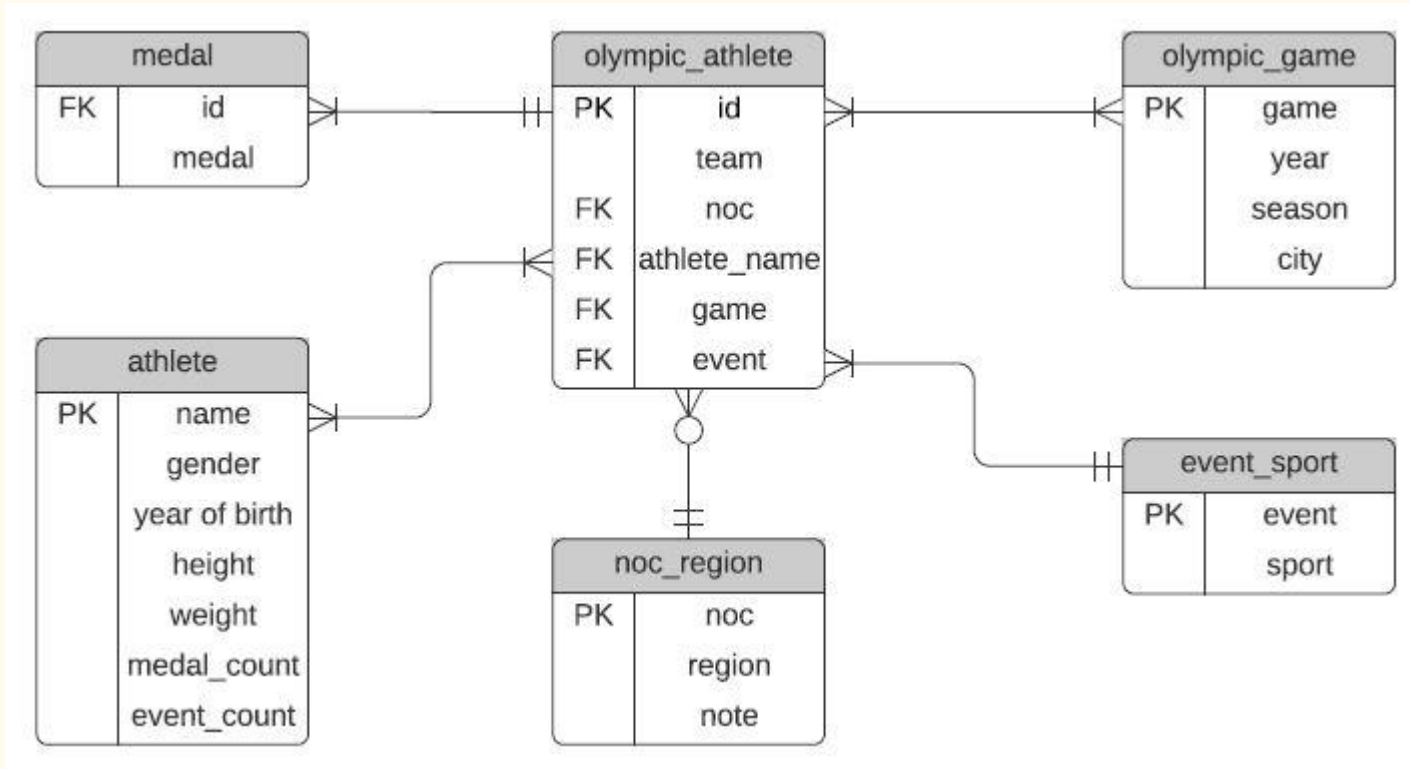 medal
FK id
medal
olympic_athlete
PK id
team
FK noc
FK athlete_name
FK game
FK event
olympic_game
PK game
year
season
city
athlete
PK name
gender
year of birth
height
weight
medal_count
event_count
noc_region
PK noc
region
note
event_sport
PK event
sport